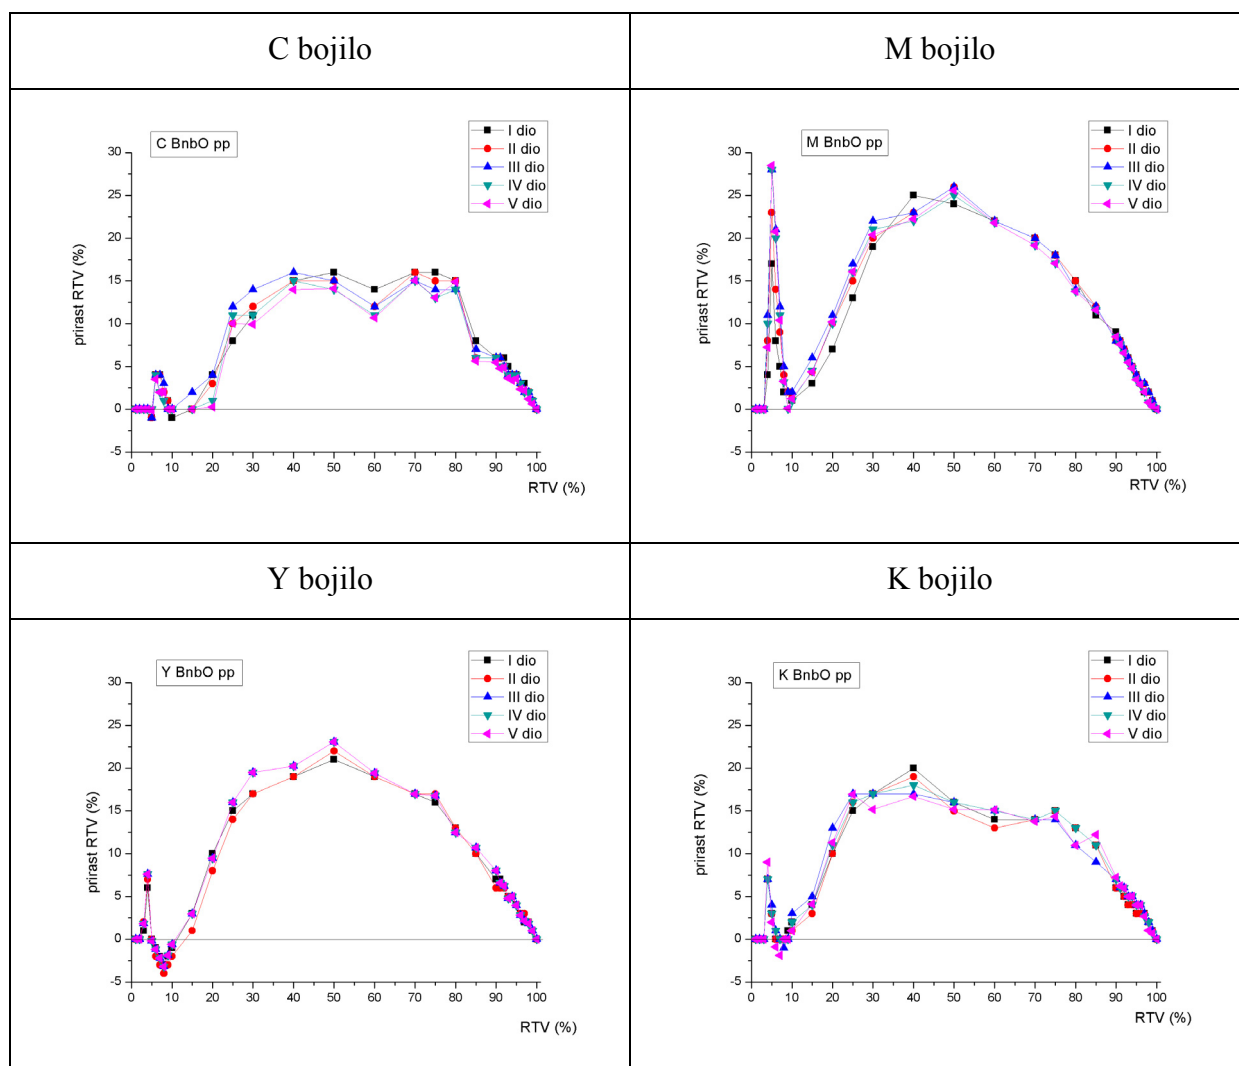 C bojilo
M bojilo
C BnbO pp
I dio
II dio
III dio
IV dio
V dio
prirast RTV (%)
30
25
20
15
10
5
0
-5
0 10 20 30 40 50 60 70 80 90 100
RTV (%)
M BnbO pp
I dio
II dio
III dio
IV dio
V dio
prirast RTV (%)
30
25
20
15
10
5
0
-5
0 10 20 30 40 50 60 70 80 90 100
RTV (%)
Y bojilo
K bojilo
Y BnbO pp
I dio
II dio
III dio
IV dio
V dio
prirast RTV (%)
30
25
20
15
10
5
0
-5
0 10 20 30 40 50 60 70 80 90 100
RTV (%)
K BnbO pp
I dio
II dio
III dio
IV dio
V dio
prirast RTV (%)
30
25
20
15
10
5
0
-5
0 10 20 30 40 50 60 70 80 90 100
RTV (%)